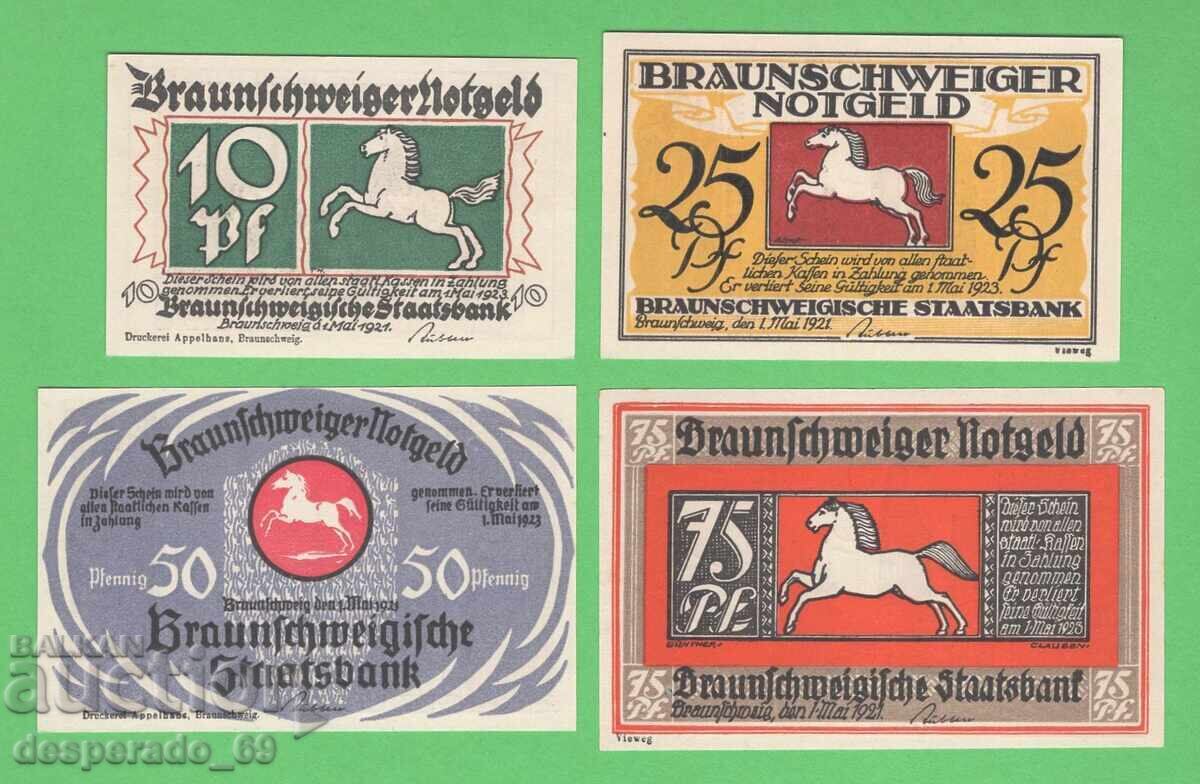 Braunschweiger Notgeld
10
Pf
Dieser Schein wird von allen staatl. Kassen in Zahlung
genommen. Er verliert seine Gültigkeit am 1 Mai 1923
10 Braunschweigische Staatsbank 10
Braunschweig d 1 Mai 1921.
Druckerei Appelhans, Braunschweig.
BRAUNSCHWEIGER
NOTGELD
25 Pf 25 Pf
Dieser Schein wird von allen staat-
lichen Kassen in Zahlung genommen.
Er verliert seine Gültigkeit am 1 Mai 1923.
BRAUNSCHWEIGISCHE STAATSBANK
Braunschweig, den 1. Mai 1921.
Vieweg
Braunschweiger Notgeld
Dieser Schein wird von
allen staatlichen Kassen
in Zahlung
genommen. Er verliert
seine Gültigkeit am
1. Mai 1923
Pfennig 50 50 Pfennig
Braunschweig den 1. Mai 1921
Braunschweigische
Staatsbank
Druckerei Appelhans, Braunschweig.
75 Pf. 75 Pf.
Braunschweiger Notgeld
75
Pf.
Dieser Schein
wird von allen
staatl. Kassen
in Zahlung
genommen
Er verliert
seine Gültigkeit
am 1 Mai 1925
GÜNTHER CLAUSEN
Braunschweigische Staatsbank
Braunschweig, den 1. Mai 1921.
75 Pf. 75 Pf.
Vieweg
BALKAN
auction
desperado_69